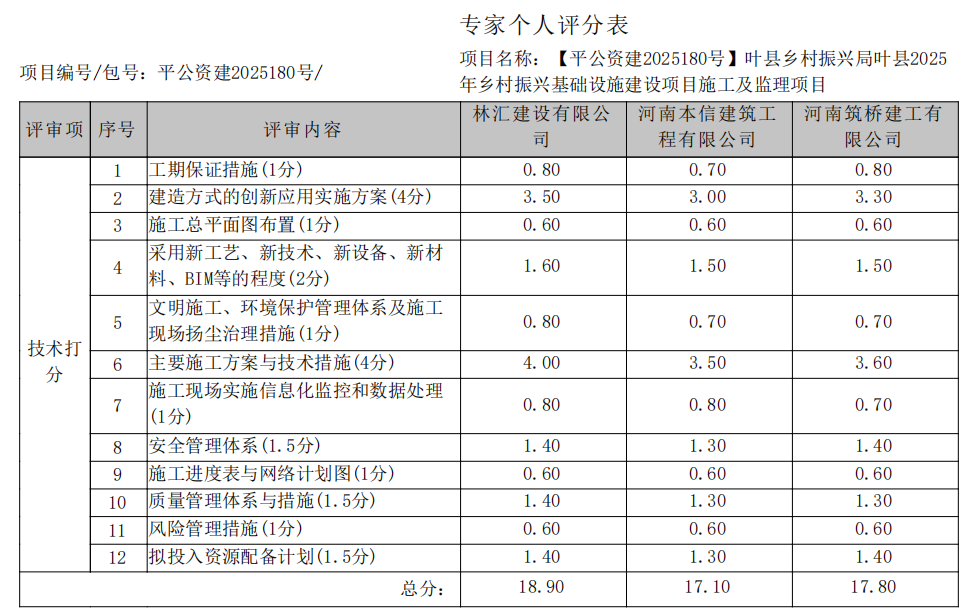 专家个人评分表
项目编号/包号：平公资建2025180号/
项目名称：【平公资建2025180号】叶县乡村振兴局叶县2025
年乡村振兴基础设施建设项目施工及监理项目
评审项 序号 评审内容 林汇建设有限公司 河南本信建筑工程有限公司 河南筑桥建工有限公司
技术打分
1 工期保证措施(1分) 0.80 0.70 0.80
2 建造方式的创新应用实施方案(4分) 3.50 3.00 3.30
3 施工总平面图布置(1分) 0.60 0.60 0.60
4 采用新工艺、新技术、新设备、新材
料、BIM等的程度(2分) 1.60 1.50 1.50
5 文明施工、环境保护管理体系及施工
现场扬尘治理措施(1分) 0.80 0.70 0.70
6 主要施工方案与技术措施(4分) 4.00 3.50 3.60
7 施工现场实施信息化监控和数据处理
(1分) 0.80 0.80 0.70
8 安全管理体系(1.5分) 1.40 1.30 1.40
9 施工进度表与网络计划图(1分) 0.60 0.60 0.60
10 质量管理体系与措施(1.5分) 1.40 1.30 1.30
11 风险管理措施(1分) 0.60 0.60 0.60
12 拟投入资源配备计划(1.5分) 1.40 1.30 1.40
总分： 18.90 17.10 17.80